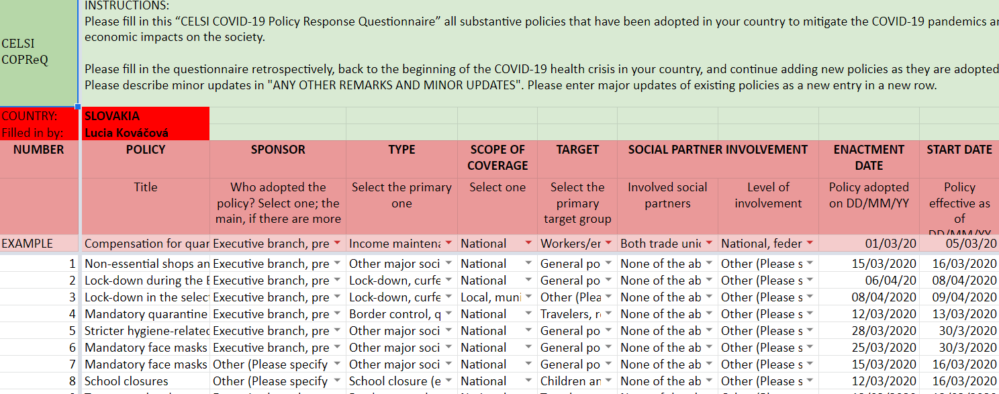 INSTRUCTIONS:
Please fill in this “CELSI COVID-19 Policy Response Questionnaire” all substantive policies that have been adopted in your country to mitigate the COVID-19 pandemics
economic impacts on the society.
CELSI
COPReQ
Please fill in the questionnaire retrospectively, back to the beginning of the COVID-19 health crisis in your country, and continue adding new policies as they are adopted
Please describe minor updates in "ANY OTHER REMARKS AND MINOR UPDATES". Please enter major updates of existing policies as a new entry in a new row.
COUNTRY: SLOVAKIA
Filled in by: Lucia Kováčová
NUMBER POLICY SPONSOR TYPE SCOPE OF COVERAGE TARGET SOCIAL PARTNER INVOLVEMENT ENACTMENT DATE START DATE
Title Who adopted the policy? Select one; the main, if there are more Select the primary one Select one Select the primary target group Involved social partners Level of involvement Policy adopted on DD/MM/YY Policy effective as of DD/MM/YY
EXAMPLE Compensation for quar Executive branch, pre Income maintena National Workers/er Both trade unic National, feder 01/03/20 05/03/20
1 Non-essential shops an Executive branch, pre Other major soci National General po None of the ab Other (Please s 15/03/2020 16/03/2020
2 Lock-down during the E Executive branch, pre Lock-down, curfe National General po None of the ab Other (Please s 06/04/20 08/04/2020
3 Lock-down in the select Executive branch, pre Lock-down, curfe Local, muni Other (Plea None of the ab Other (Please s 08/04/2020 09/04/2020
4 Mandatory quarantine Executive branch, pre Border control, q National Travelers, r None of the ab Other (Please s 12/03/2020 13/03/2020
5 Stricter hygiene-related Executive branch, pre Other major soci National General po None of the ab Other (Please s 28/03/2020 30/3/2020
6 Mandatory face masks Executive branch, pre Other major soci National General po None of the ab Other (Please s 25/03/2020 30/3/2020
7 Mandatory face masks Other (Please specify Other major soci National General po None of the ab Other (Please s 15/03/2020 16/03/2020
8 School closures Other (Please specify School closure (e National Children an None of the ab Other (Please s 12/03/2020 16/03/2020